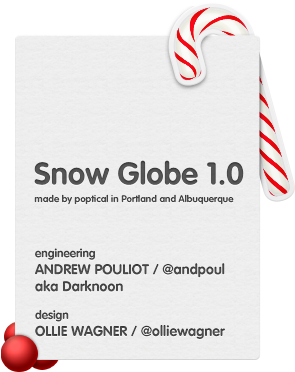 Snow Globe 1.0
made by poptical in Portland and Albuquerque
engineering
ANDREW POULIOT / @andpoul
aka Darknoon
design
OLLIE WAGNER / @olliewagner